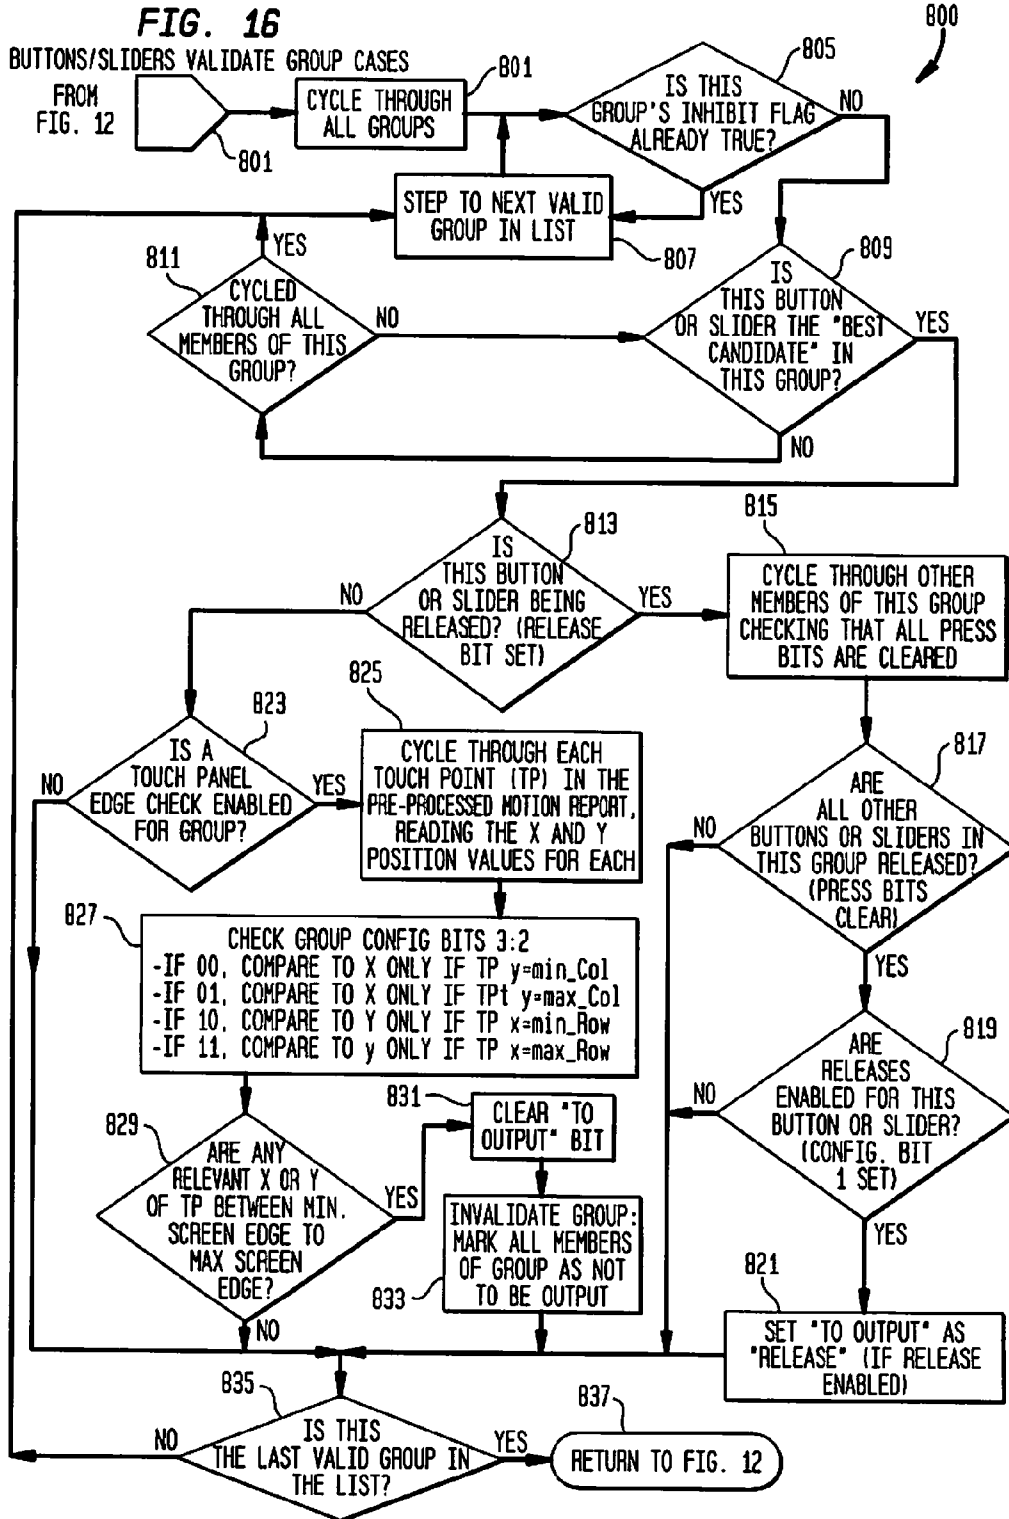 FIG. 16
800
BUTTONS/SLIDERS VALIDATE GROUP CASES
FROM
FIG. 12
801
801
CYCLE THROUGH
ALL GROUPS
805
IS THIS
GROUP'S INHIBIT FLAG
ALREADY TRUE?
NO
YES
STEP TO NEXT VALID
GROUP IN LIST
807
811
YES
CYCLED
THROUGH ALL
MEMBERS OF THIS
GROUP?
NO
809
IS
THIS BUTTON
OR SLIDER THE "BEST
CANDIDATE" IN
THIS GROUP?
YES
NO
813
IS
THIS BUTTON
OR SLIDER BEING
RELEASED? (RELEASE
BIT SET)
NO
YES
815
CYCLE THROUGH OTHER
MEMBERS OF THIS GROUP
CHECKING THAT ALL PRESS
BITS ARE CLEARED
823
IS A
TOUCH PANEL
EDGE CHECK ENABLED
FOR GROUP?
NO
YES
825
CYCLE THROUGH EACH
TOUCH POINT (TP) IN THE
PRE-PROCESSED MOTION REPORT,
READING THE X AND Y
POSITION VALUES FOR EACH
817
ARE
ALL OTHER
BUTTONS OR SLIDERS IN
THIS GROUP RELEASED?
(PRESS BITS
CLEAR)
NO
YES
827
CHECK GROUP CONFIG BITS 3:2
-IF 00, COMPARE TO X ONLY IF TP y=min_Col
-IF 01, COMPARE TO X ONLY IF TPt y=max_Col
-IF 10, COMPARE TO Y ONLY IF TP x=min_Row
-IF 11, COMPARE TO y ONLY IF TP x=max_Row
819
ARE
RELEASES
ENABLED FOR THIS
BUTTON OR SLIDER?
(CONFIG. BIT
1 SET)
NO
YES
829
ARE ANY
RELEVANT X OR Y
OF TP BETWEEN MIN.
SCREEN EDGE TO
MAX SCREEN
EDGE?
YES
NO
831
CLEAR "TO
OUTPUT" BIT
INVALIDATE GROUP:
MARK ALL MEMBERS
OF GROUP AS NOT
TO BE OUTPUT
833
821
SET "TO OUTPUT" AS
"RELEASE" (IF RELEASE
ENABLED)
835
IS THIS
THE LAST VALID GROUP IN
THE LIST?
NO
YES
837
RETURN TO FIG. 12